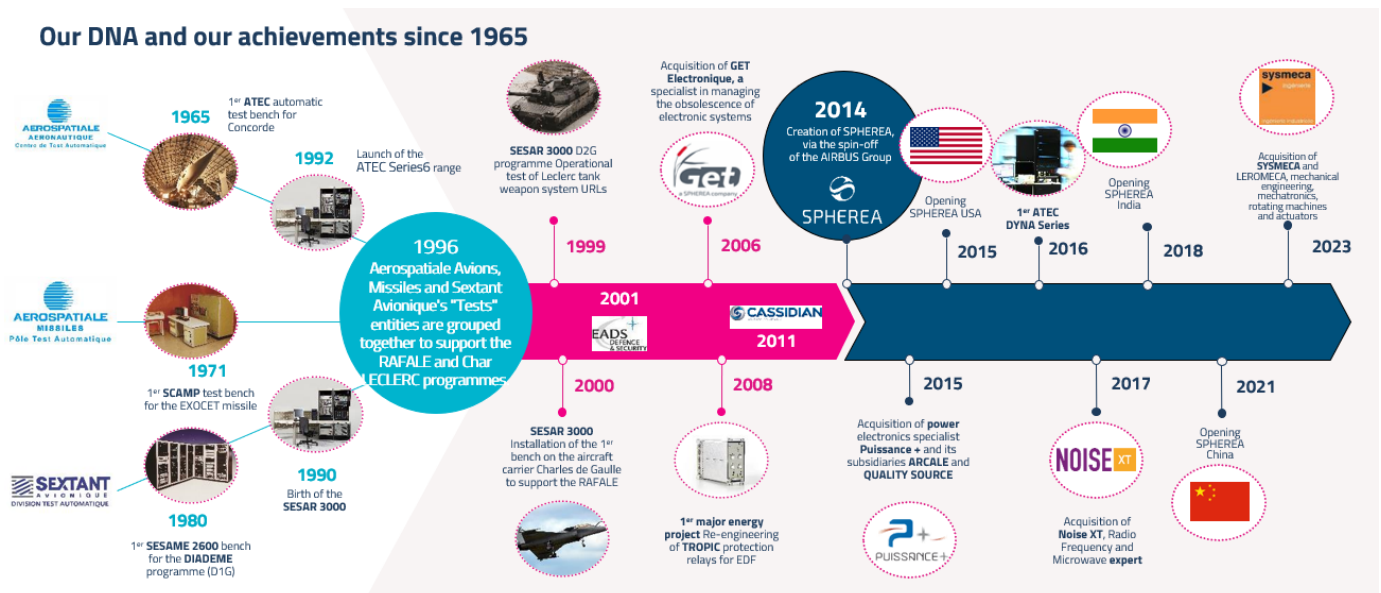 Our DNA and our achievements since 1965
AEROSPATIALE
AERONAUTIQUE
Centre de Test Automatique
1965
1er ATEC automatic
test bench for
Concorde
1992
Launch of the
ATEC Series6 range
AEROSPATIALE
MISSILES
Pôle Test Automatique
1971
1er SCAMP test bench
for the EXOCET missile
SEXTANT
AVIONIQUE
DIVISION TEST AUTOMATIQUE
1980
1er SESAME 2600 bench
for the DIADEME
programme (D1G)
1990
Birth of the
SESAR 3000
1996
Aerospatiale Avions,
Missiles and Sextant
Avionique's "Tests"
entities are grouped
together to support the
RAFALE and Char
LECLERC programmes
SESAR 3000 D2G
programme Operational
test of Leclerc tank
weapon system URLs
1999
Acquisition of GET
Electronique, a
specialist in managing
the obsolescence of
electronic systems
Get
a SPHEREA company
2006
2001
EADS
DEFENCE
& SECURITY
CASSIDIAN
2011
2000
SESAR 3000
Installation of the 1er
bench on the aircraft
carrier Charles de Gaulle
to support the RAFALE
2008
1er major energy
project Re-engineering
of TROPIC protection
relays for EDF
2014
Creation of SPHEREA,
via the spin-off
of the AIRBUS Group
SPHEREA
Opening
SPHEREA USA
2015
1er ATEC
DYNA Series
2016
Opening
SPHEREA
India
2018
sysmeca
ingénierie
Acquisition of
SYSMECA and
LEROMECA, mechanical
engineering,
mechatronics,
rotating machines
and actuators
2023
2015
Acquisition of power
electronics specialist
Puissance + and its
subsidiaries ARCALE and
QUALITY SOURCE
P+
PUISSANCE+
2017
NOISE XT
Acquisition of
Noise XT, Radio
Frequency and
Microwave expert
2021
Opening
SPHEREA
China